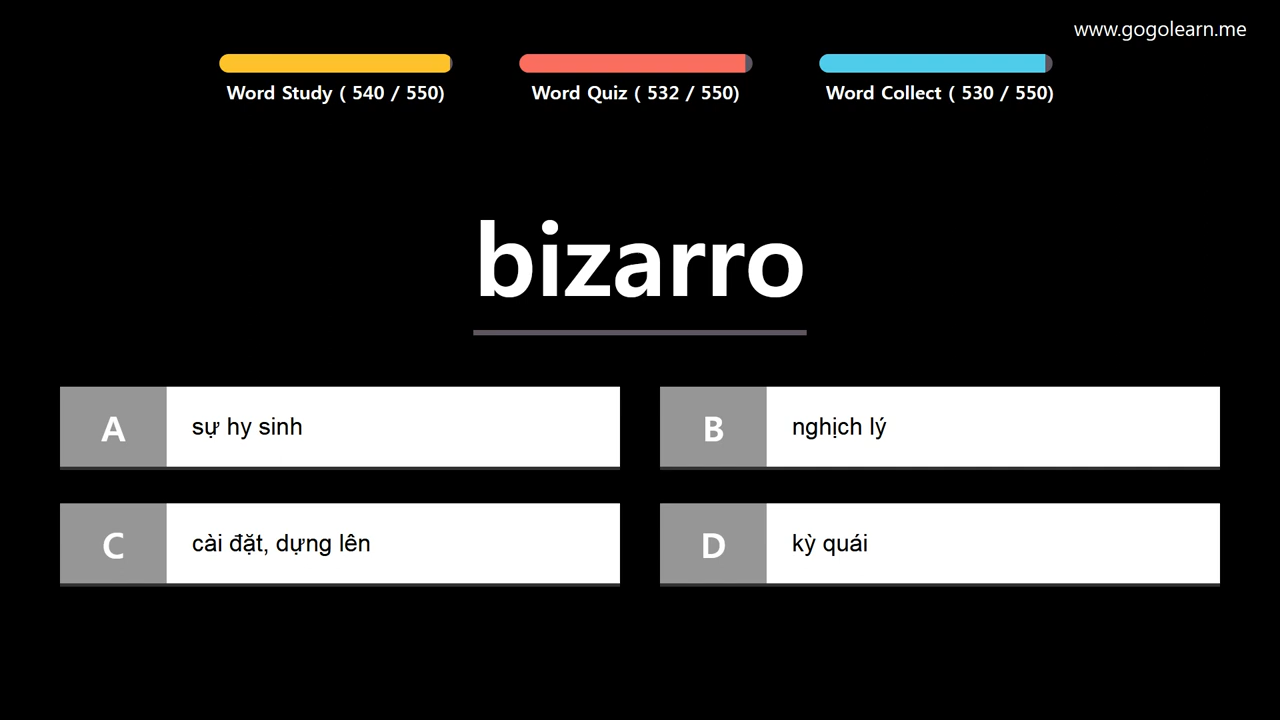 www.gogolearn.me
Word Study ( 540 / 550)
Word Quiz ( 532 / 550)
Word Collect ( 530 / 550)
bizarro
A sự hy sinh
B nghịch lý
C cài đặt, dựng lên
D kỳ quái